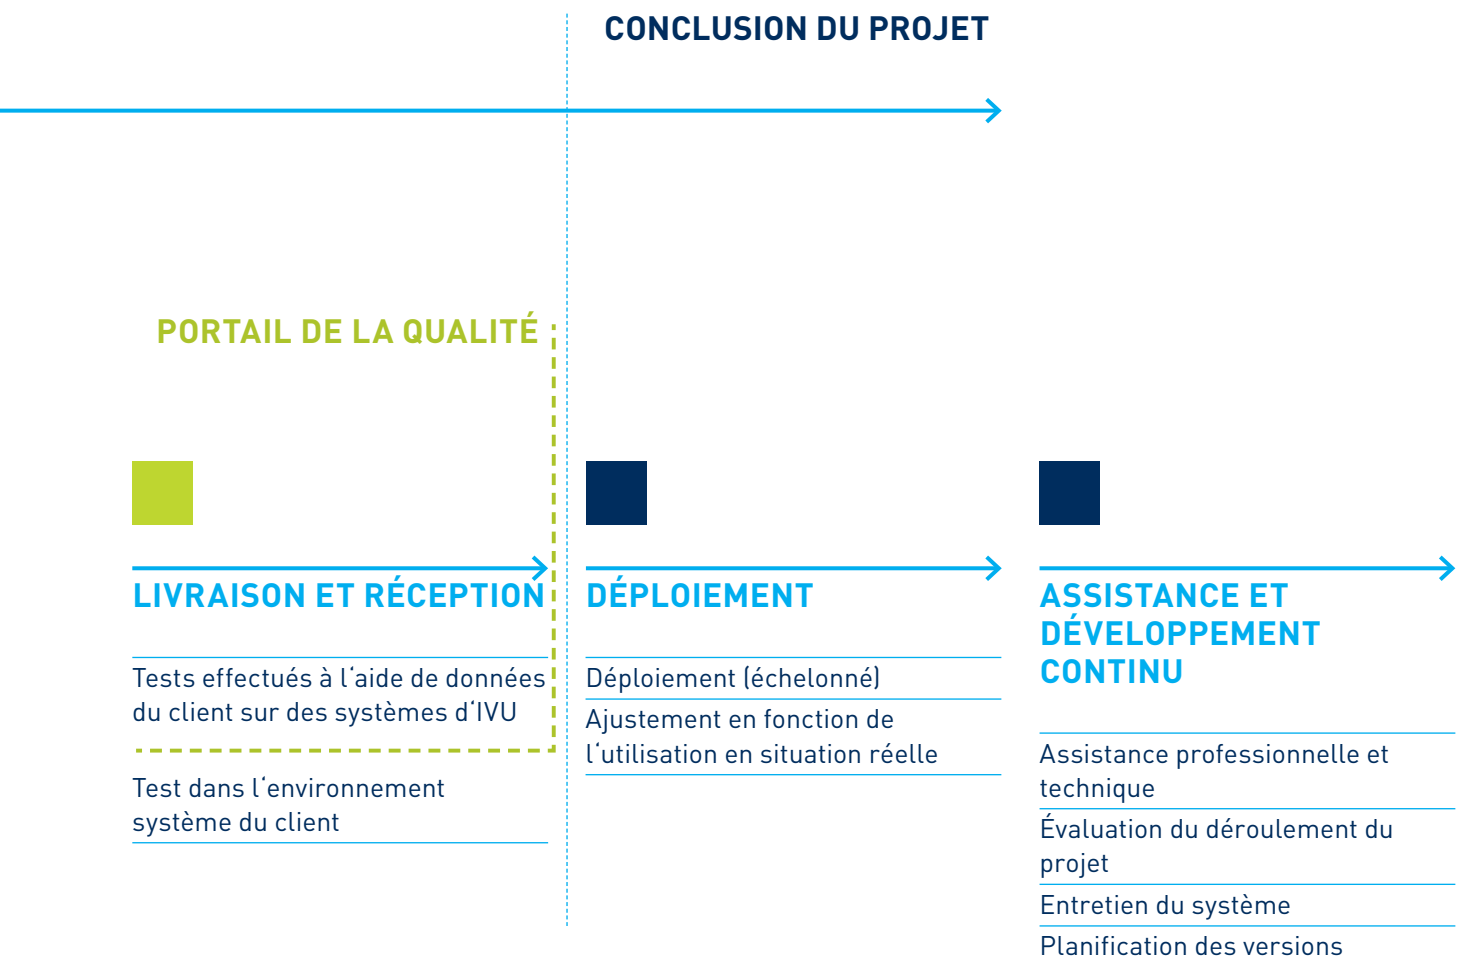 CONCLUSION DU PROJET
PORTAIL DE LA QUALITÉ
LIVRAISON ET RÉCEPTION
Tests effectués à l‘aide de données
du client sur des systèmes d‘IVU
Test dans l‘environnement
système du client
DÉPLOIEMENT
Déploiement (échelonné)
Ajustement en fonction de
l‘utilisation en situation réelle
ASSISTANCE ET
DÉVELOPPEMENT
CONTINU
Assistance professionnelle et
technique
Évaluation du déroulement du
projet
Entretien du système
Planification des versions